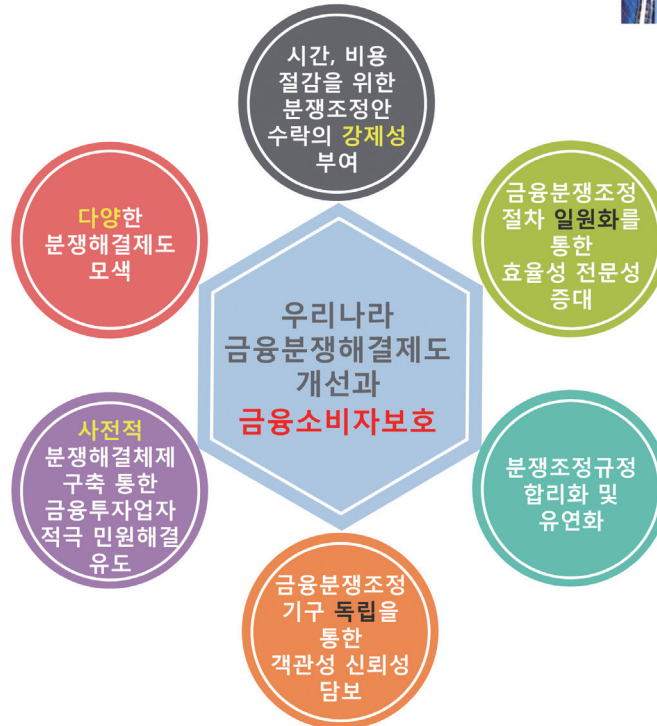 시간, 비용
절감을 위한
분쟁조정안
수락의 강제성
부여
금융분쟁조정
절차 일원화를
통한
효율성 전문성
증대
분쟁조정규정
합리화 및
유연화
금융분쟁조정
기구 독립을
통한
객관성 신뢰성
담보
사전적
분쟁해결체제
구축 통한
금융투자업자
적극 민원해결
유도
다양한
분쟁해결제도
모색
우리나라
금융분쟁해결제도
개선과
금융소비자보호